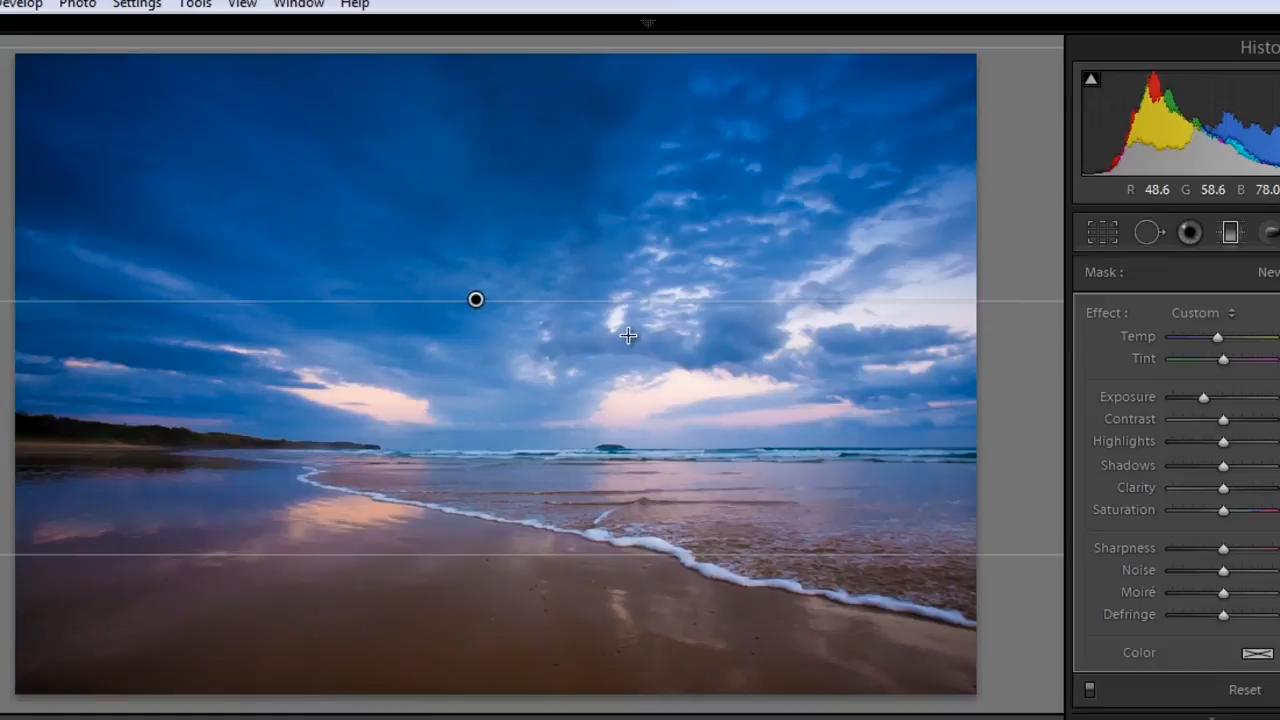 Develop Photo Settings Tools View Window Help
Histo
R 48.6 G 58.6 B 78.0
Mask : New
Effect : Custom
Temp
Tint
Exposure
Contrast
Highlights
Shadows
Clarity
Saturation
Sharpness
Noise
Moiré
Defringe
Color
Reset